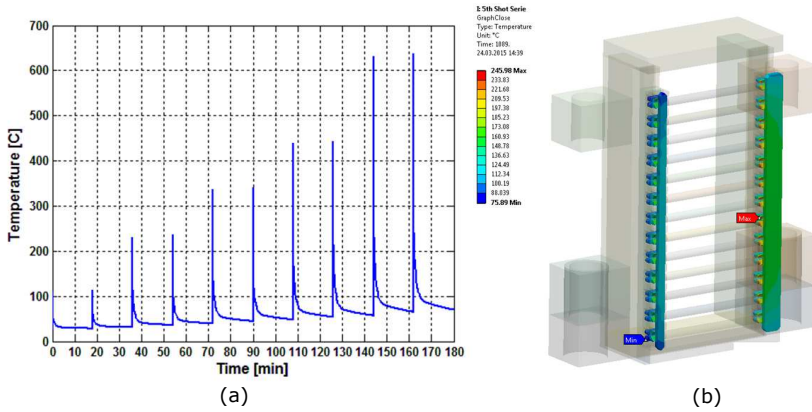 700
600
500
400
300
200
100
0
Temperature [C]
0 10 20 30 40 50 60 70 80 90 100 110 120 130 140 150 160 170 180
Time [min]
(a)
E: 5th Shot Serie
GraphClose
Type: Temperature
Unit: °C
Time: 1089.
24.03.2015 14:39
245.98 Max
233.83
221.68
209.53
197.38
185.23
173.08
160.93
148.78
136.63
124.49
112.34
100.19
88.039
75.89 Min
Max
Min
(b)